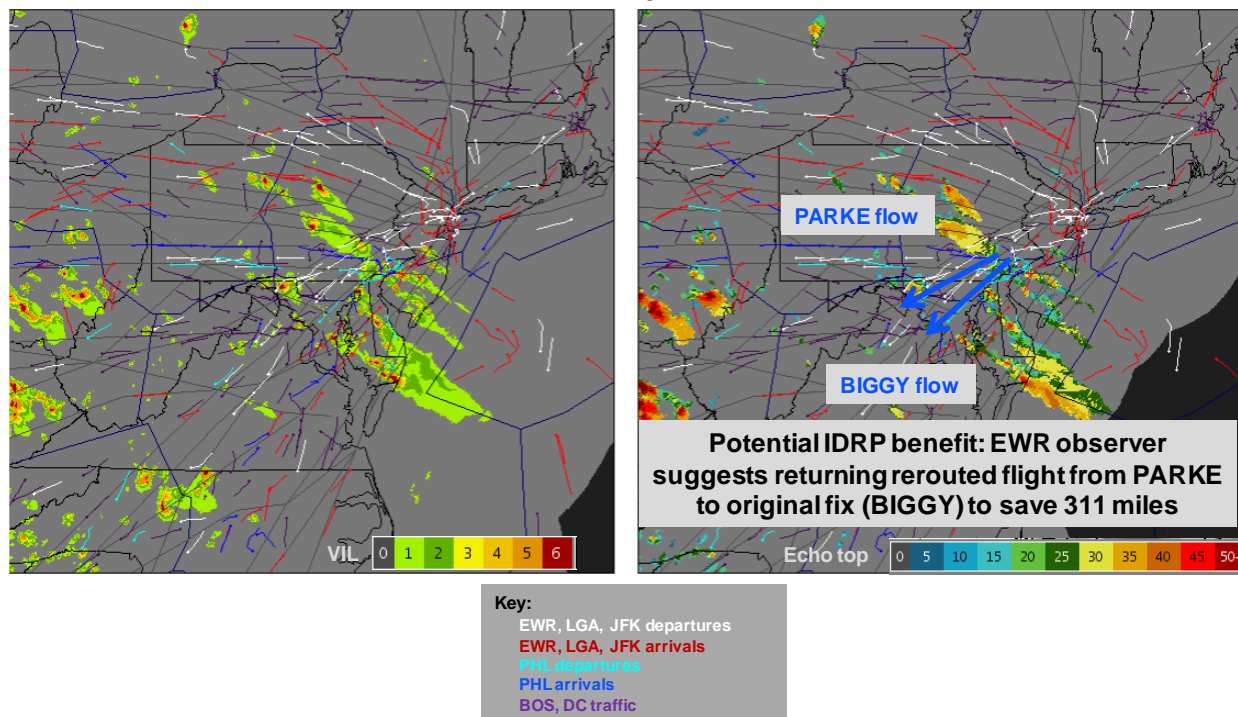 PARKE flow
BIGGY flow
Potential IDRP benefit: EWR observer
suggests returning rerouted flight from PARKE
to original fix (BIGGY) to save 311 miles
VIL 0 1 2 3 4 5 6
Echo top 0 5 10 15 20 25 30 35 40 45 50+
Key:
EWR, LGA, JFK departures
EWR, LGA, JFK arrivals
PHL departures
PHL arrivals
BOS, DC traffic